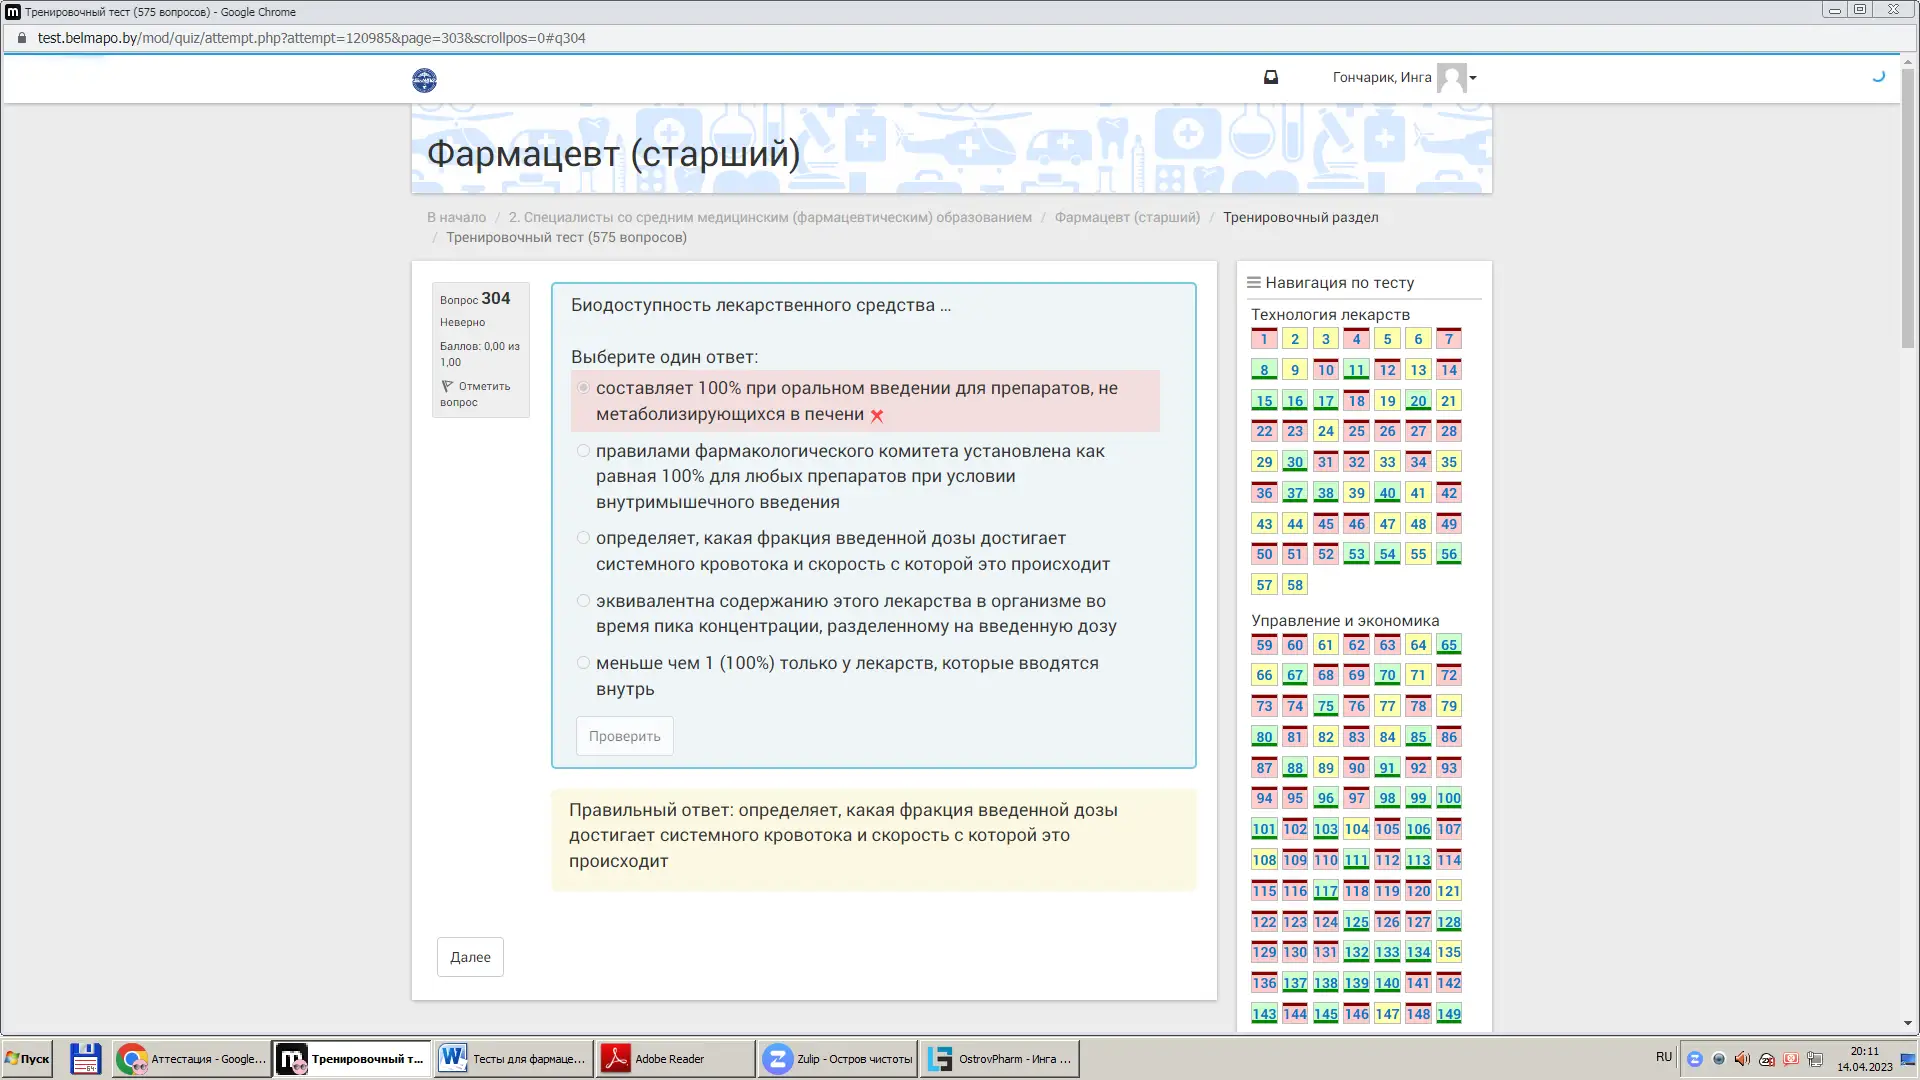 Тренировочный тест (575 вопросов) - Google Chrome
test.belmapo.by/mod/quiz/attempt.php?attempt=120985&page=303&scrollpos=0#q304
Гончарик, Инга
Фармацевт (старший)
В начало / 2. Специалисты со средним медицинским (фармацевтическим) образованием / Фармацевт (старший) / Тренировочный раздел
/ Тренировочный тест (575 вопросов)
Вопрос 304
Неверно
Баллов: 0,00 из
1,00
Отметить
вопрос
Биодоступность лекарственного средства ...
Выберите один ответ:
составляет 100% при оральном введении для препаратов, не
метаболизирующихся в печени
правилами фармакологического комитета установлена как
равная 100% для любых препаратов при условии
внутримышечного введения
определяет, какая фракция введенной дозы достигает
системного кровотока и скорость с которой это происходит
эквивалентна содержанию этого лекарства в организме во
время пика концентрации, разделенному на введенную дозу
меньше чем 1 (100%) только у лекарств, которые вводятся
внутрь
Проверить
Правильный ответ: определяет, какая фракция введенной дозы
достигает системного кровотока и скорость с которой это
происходит
Далее
Навигация по тесту
Технология лекарств
1 2 3 4 5 6 7
8 9 10 11 12 13 14
15 16 17 18 19 20 21
22 23 24 25 26 27 28
29 30 31 32 33 34 35
36 37 38 39 40 41 42
43 44 45 46 47 48 49
50 51 52 53 54 55 56
57 58
Управление и экономика
59 60 61 62 63 64 65
66 67 68 69 70 71 72
73 74 75 76 77 78 79
80 81 82 83 84 85 86
87 88 89 90 91 92 93
94 95 96 97 98 99 100
101 102 103 104 105 106 107
108 109 110 111 112 113 114
115 116 117 118 119 120 121
122 123 124 125 126 127 128
129 130 131 132 133 134 135
136 137 138 139 140 141 142
143 144 145 146 147 148 149
Пуск
Аттестация - Google...
Тренировочный т...
Тесты для фармаце...
Adobe Reader
Zulip - Остров чистоты
OstrovPharm - Инга ...
RU
20:11
14.04.2023